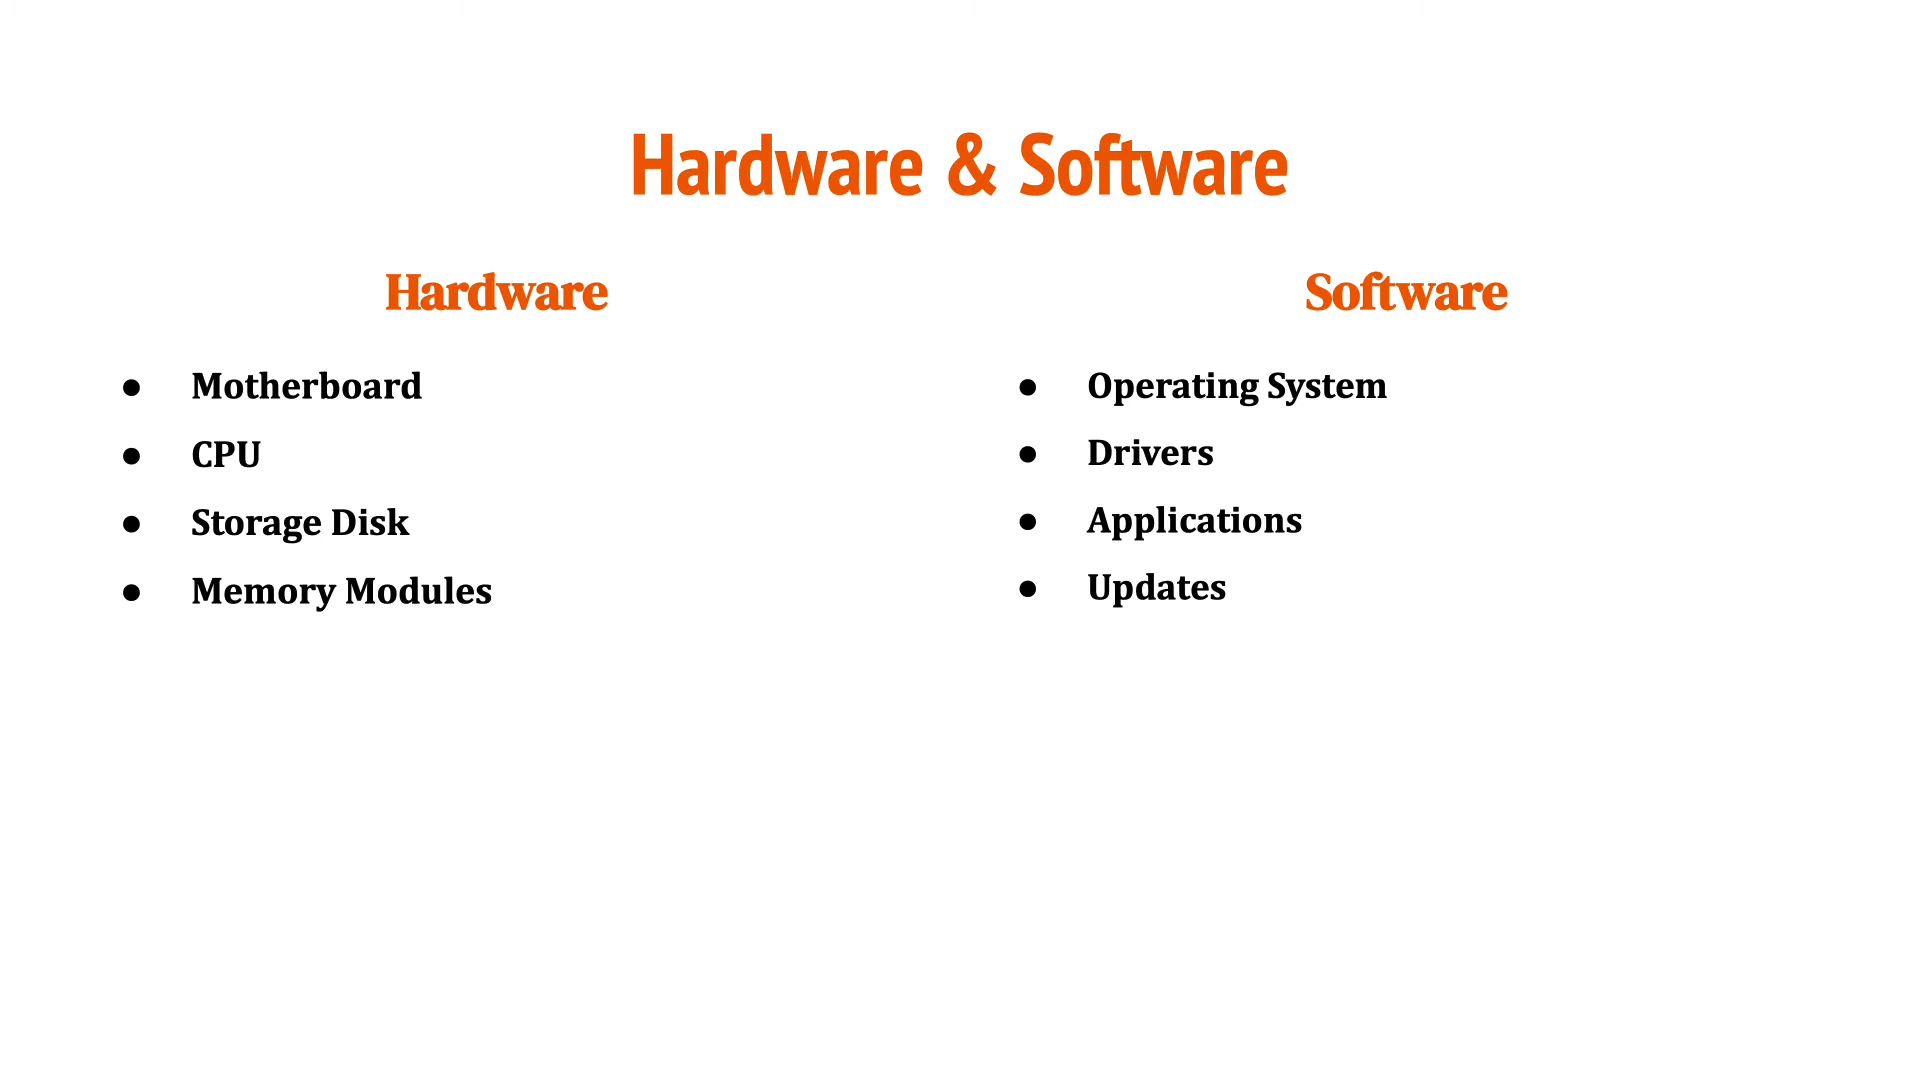 Hardware & Software
Hardware
● Motherboard
● CPU
● Storage Disk
● Memory Modules
Software
● Operating System
● Drivers
● Applications
● Updates